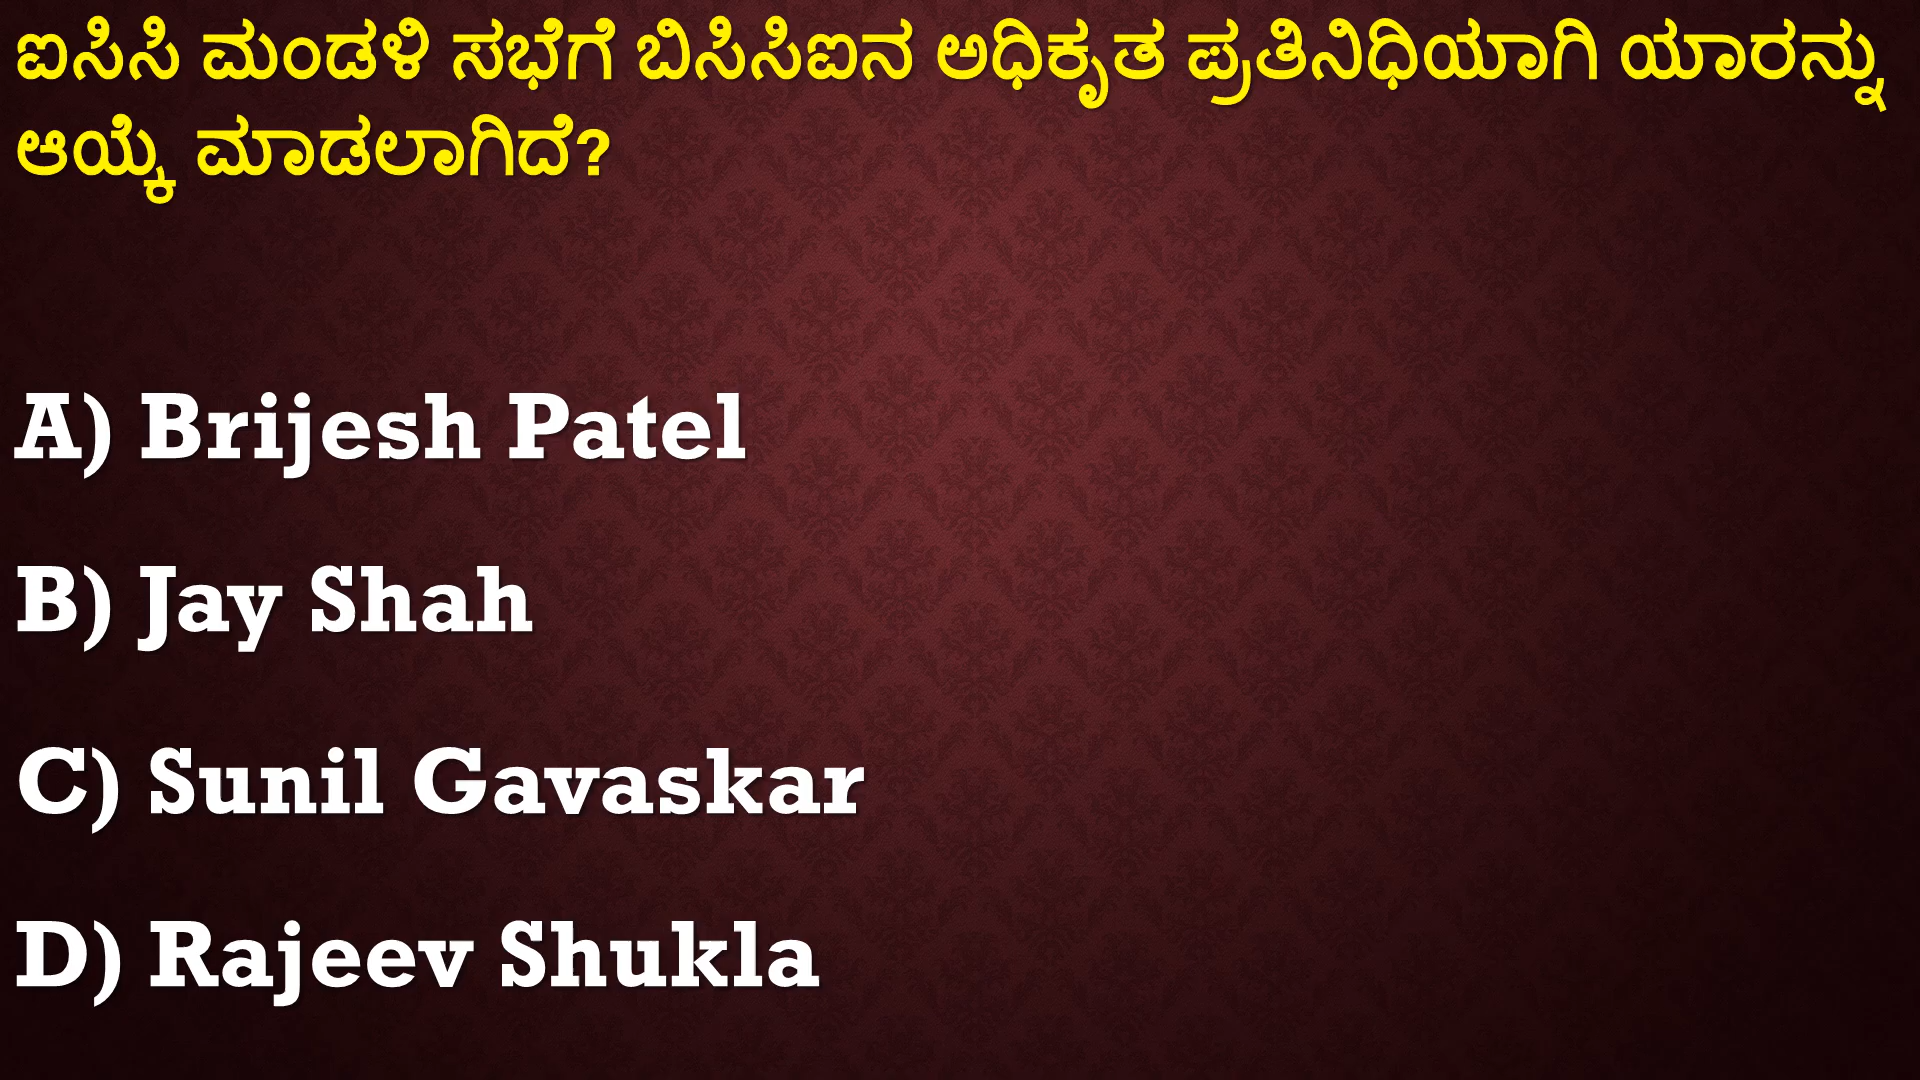 ಐಸಿಸಿ ಮಂಡಳಿ ಸಭೆಗೆ ಬಿಸಿಸಿಐನ ಅಧಿಕೃತ ಪ್ರತಿನಿಧಿಯಾಗಿ ಯಾರನ್ನು
ಆಯ್ಕೆ ಮಾಡಲಾಗಿದೆ?
A) Brijesh Patel
B) Jay Shah
C) Sunil Gavaskar
D) Rajeev Shukla